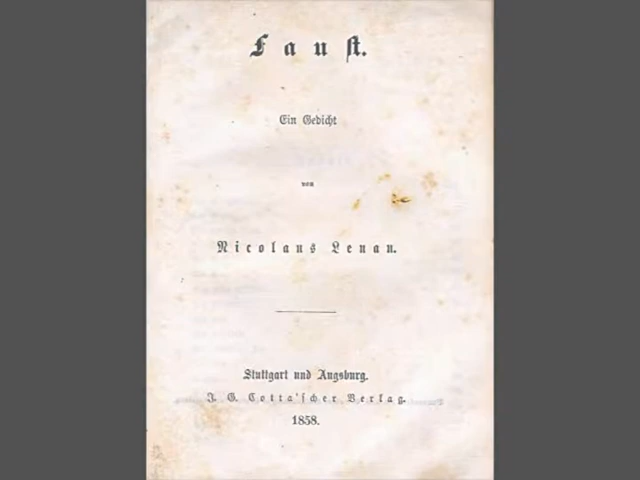 Faust.
Ein Gedicht
von
Nicolaus Lenau.
Stuttgart und Augsburg.
J. G. Cotta'scher Verlag.
1858.